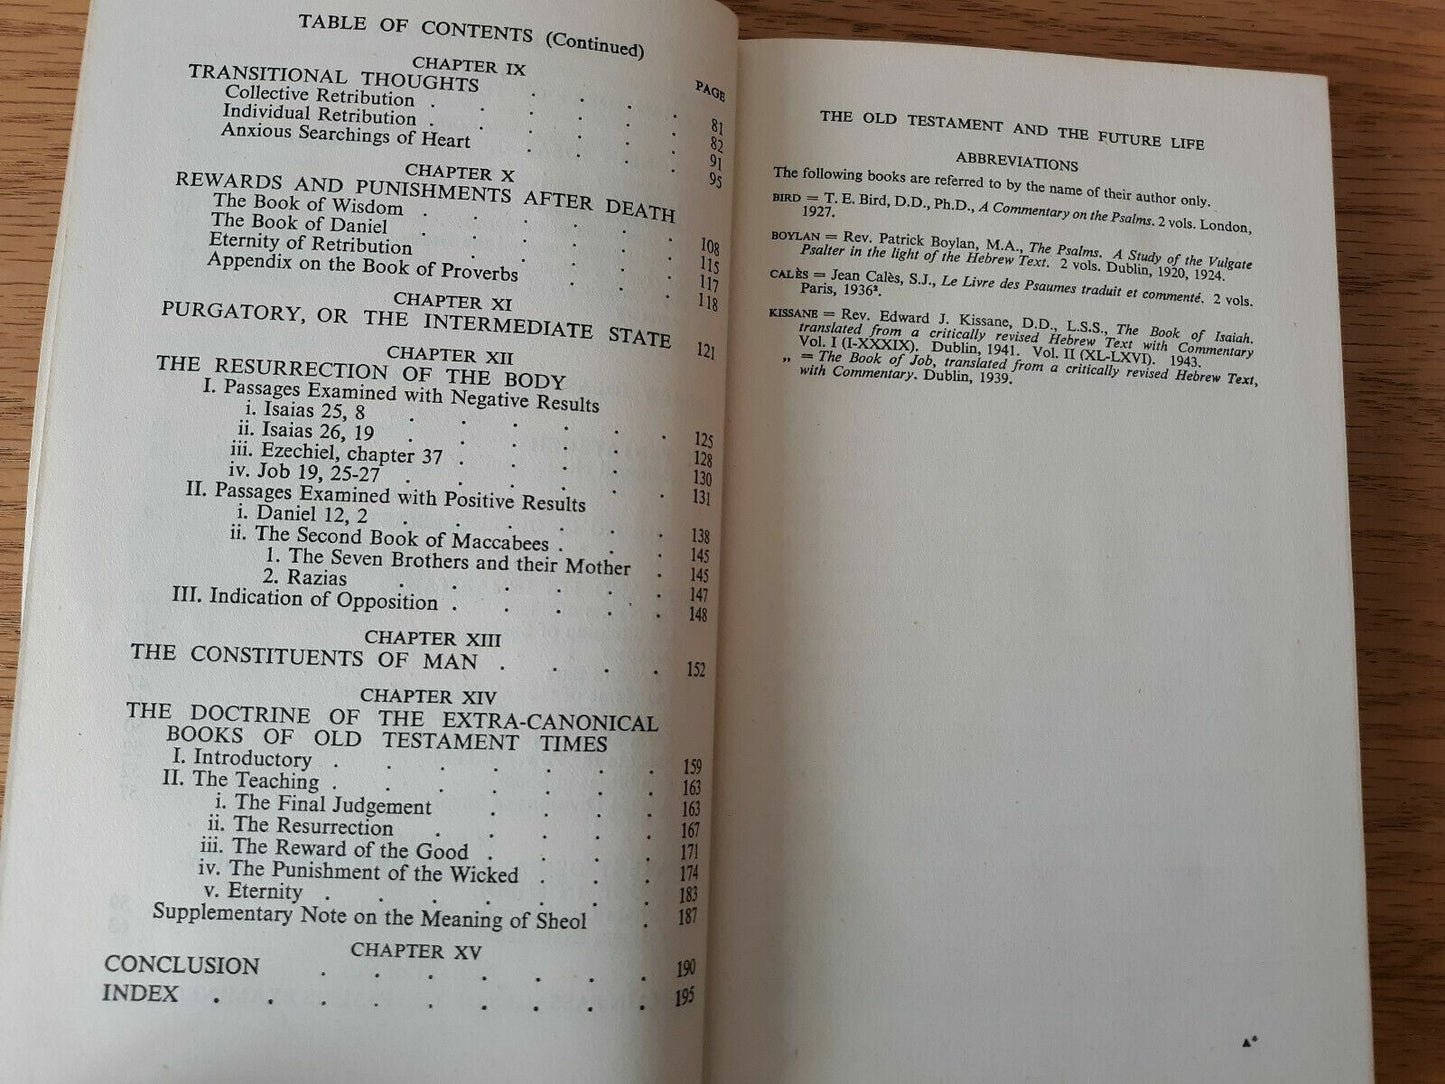 TABLE OF CONTENTS (Continued)
CHAPTER IX
PAGE
TRANSITIONAL THOUGHTS . . . . 81
Collective Retribution . . . . . 82
Individual Retribution . . . . . 91
Anxious Searchings of Heart . . . . 95
CHAPTER X
REWARDS AND PUNISHMENTS AFTER DEATH
The Book of Wisdom . . . . . . 108
The Book of Daniel . . . . . . 115
Eternity of Retribution . . . . . 117
Appendix on the Book of Proverbs . . . 118
CHAPTER XI
PURGATORY, OR THE INTERMEDIATE STATE 121
CHAPTER XII
THE RESURRECTION OF THE BODY
I. Passages Examined with Negative Results
i. Isaias 25, 8 . . . . . . 125
ii. Isaias 26, 19 . . . . . . 128
iii. Ezechiel, chapter 37 . . . . . 130
iv. Job 19, 25-27 . . . . . . 131
II. Passages Examined with Positive Results
i. Daniel 12, 2 . . . . . . 138
ii. The Second Book of Maccabees . . . 145
1. The Seven Brothers and their Mother . 145
2. Razias . . . . . . 147
III. Indication of Opposition . . . . . 148
CHAPTER XIII
THE CONSTITUENTS OF MAN . . . . 152
CHAPTER XIV
THE DOCTRINE OF THE EXTRA-CANONICAL
BOOKS OF OLD TESTAMENT TIMES
I. Introductory . . . . . . . 159
II. The Teaching . . . . . . . 163
i. The Final Judgement . . . . 163
ii. The Resurrection . . . . . 167
iii. The Reward of the Good . . . . 171
iv. The Punishment of the Wicked . . . 174
v. Eternity . . . . . . . 183
Supplementary Note on the Meaning of Sheol . 187
CHAPTER XV
CONCLUSION . . . . . . . 190
INDEX . . . . . . . . . 195
THE OLD TESTAMENT AND THE FUTURE LIFE
ABBREVIATIONS
The following books are referred to by the name of their author only.
BIRD = T. E. Bird, D.D., Ph.D., A Commentary on the Psalms. 2 vols. London,
1927.
BOYLAN = Rev. Patrick Boylan, M.A., The Psalms. A Study of the Vulgate
Psalter in the light of the Hebrew Text. 2 vols. Dublin, 1920, 1924.
CALÈS = Jean Calès, S.J., Le Livre des Psaumes traduit et commenté. 2 vols.
Paris, 1936².
KISSANE = Rev. Edward J. Kissane, D.D., L.S.S., The Book of Isaiah.
translated from a critically revised Hebrew Text with Commentary
Vol. I (I-XXXIX). Dublin, 1941. Vol. II (XL-LXVI). 1943.
„ = The Book of Job, translated from a critically revised Hebrew Text,
with Commentary. Dublin, 1939.
A*